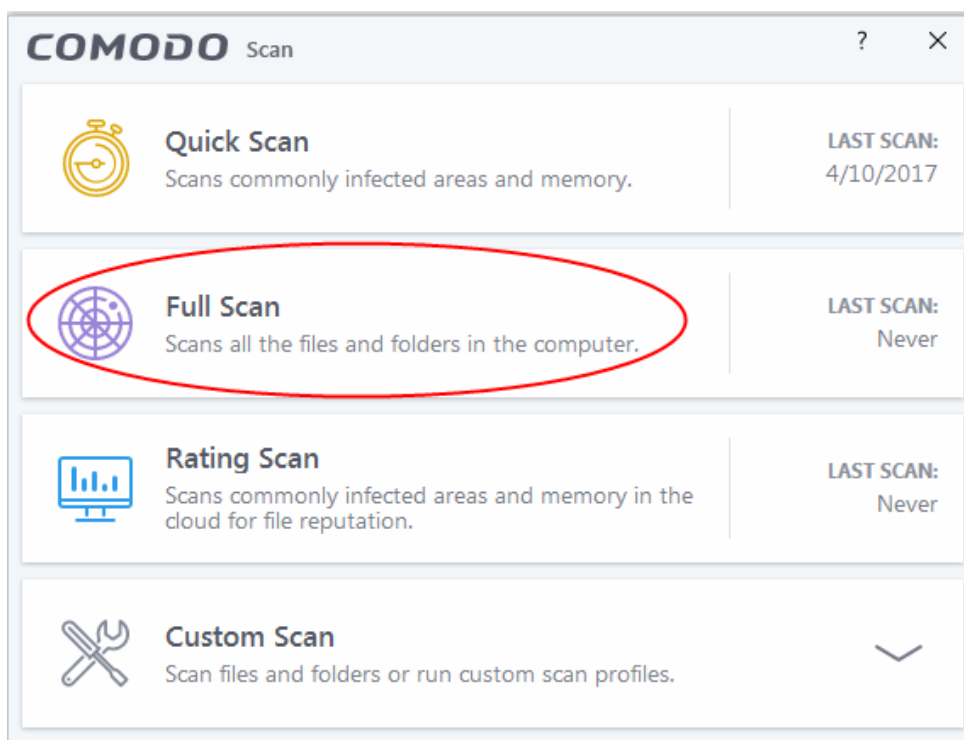 COMODO Scan
?
Quick Scan
Scans commonly infected areas and memory.
LAST SCAN:
4/10/2017
Full Scan
Scans all the files and folders in the computer.
LAST SCAN:
Never
Rating Scan
Scans commonly infected areas and memory in the
cloud for file reputation.
LAST SCAN:
Never
Custom Scan
Scan files and folders or run custom scan profiles.